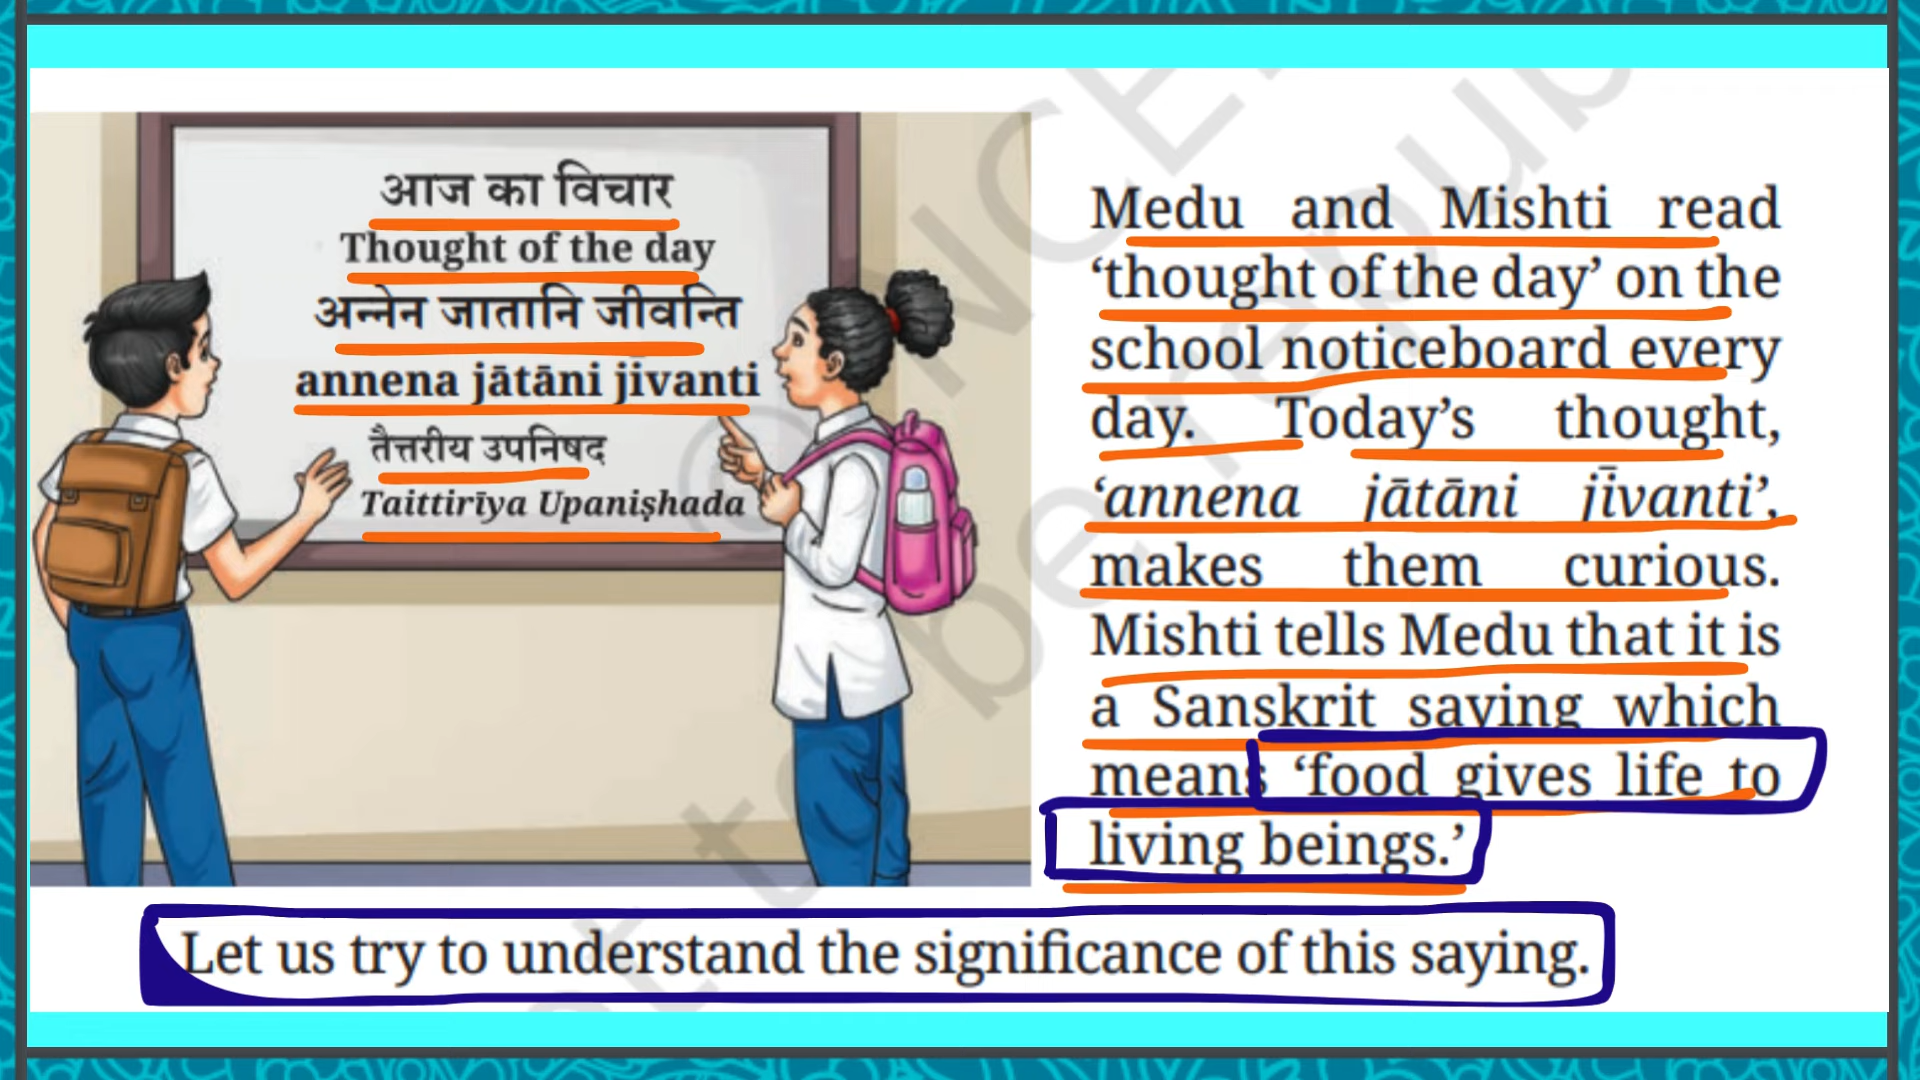 आज का विचार
Thought of the day
अन्नेन जातानि जीवन्ति
annena jātāni jīvanti
तैत्तरीय उपनिषद
Taittirīya Upaniṣhada
Medu and Mishti read
‘thought of the day’ on the
school noticeboard every
day. Today’s thought,
‘annena jātāni jīvanti’,
makes them curious.
Mishti tells Medu that it is
a Sanskrit saying which
means ‘food gives life to
living beings.’
Let us try to understand the significance of this saying.